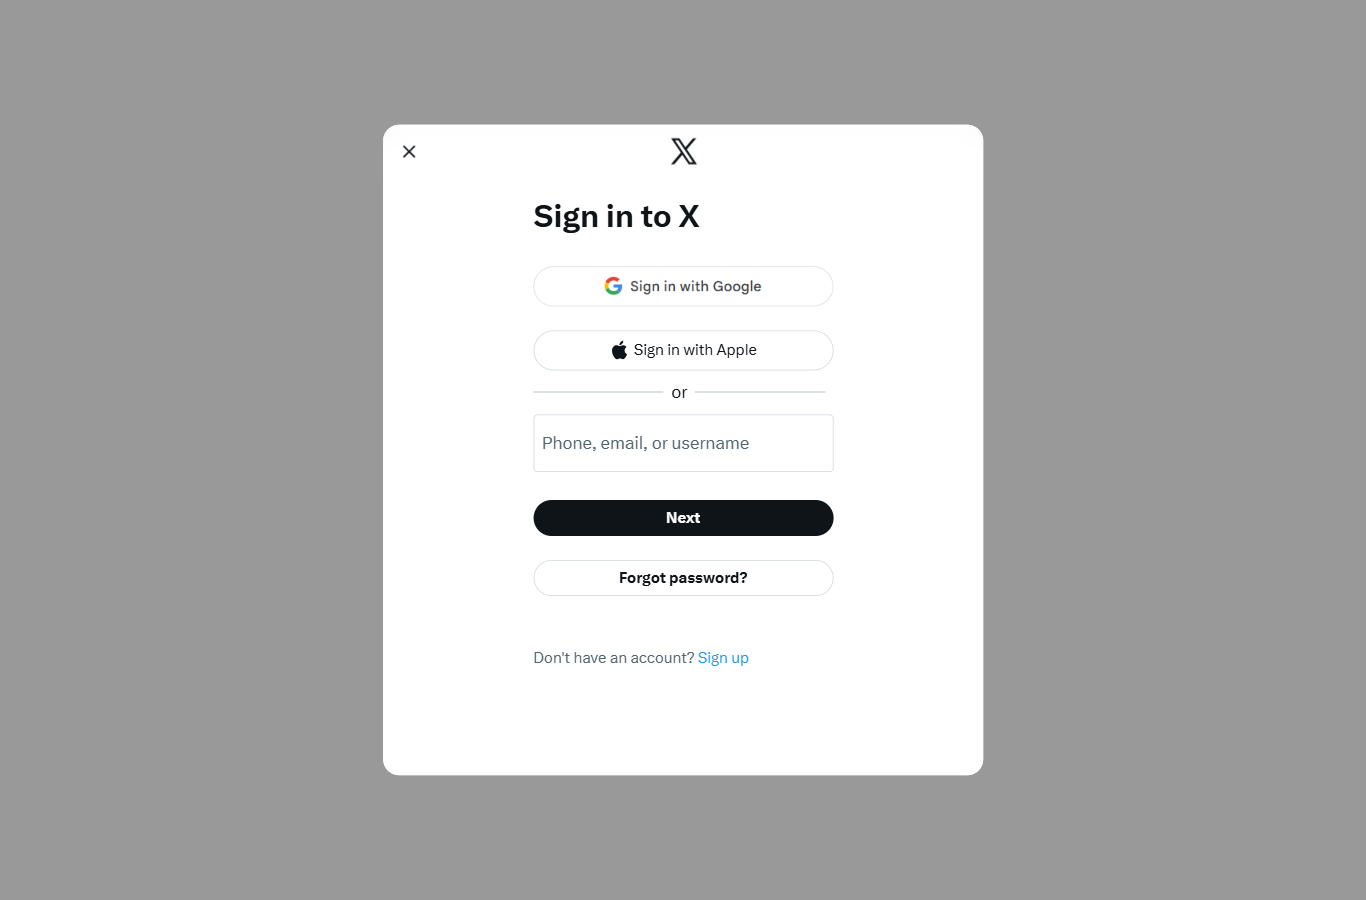 Sign in to X
Sign in with Google
Sign in with Apple
or
Phone, email, or username
Next
Forgot password?
Don't have an account? Sign up